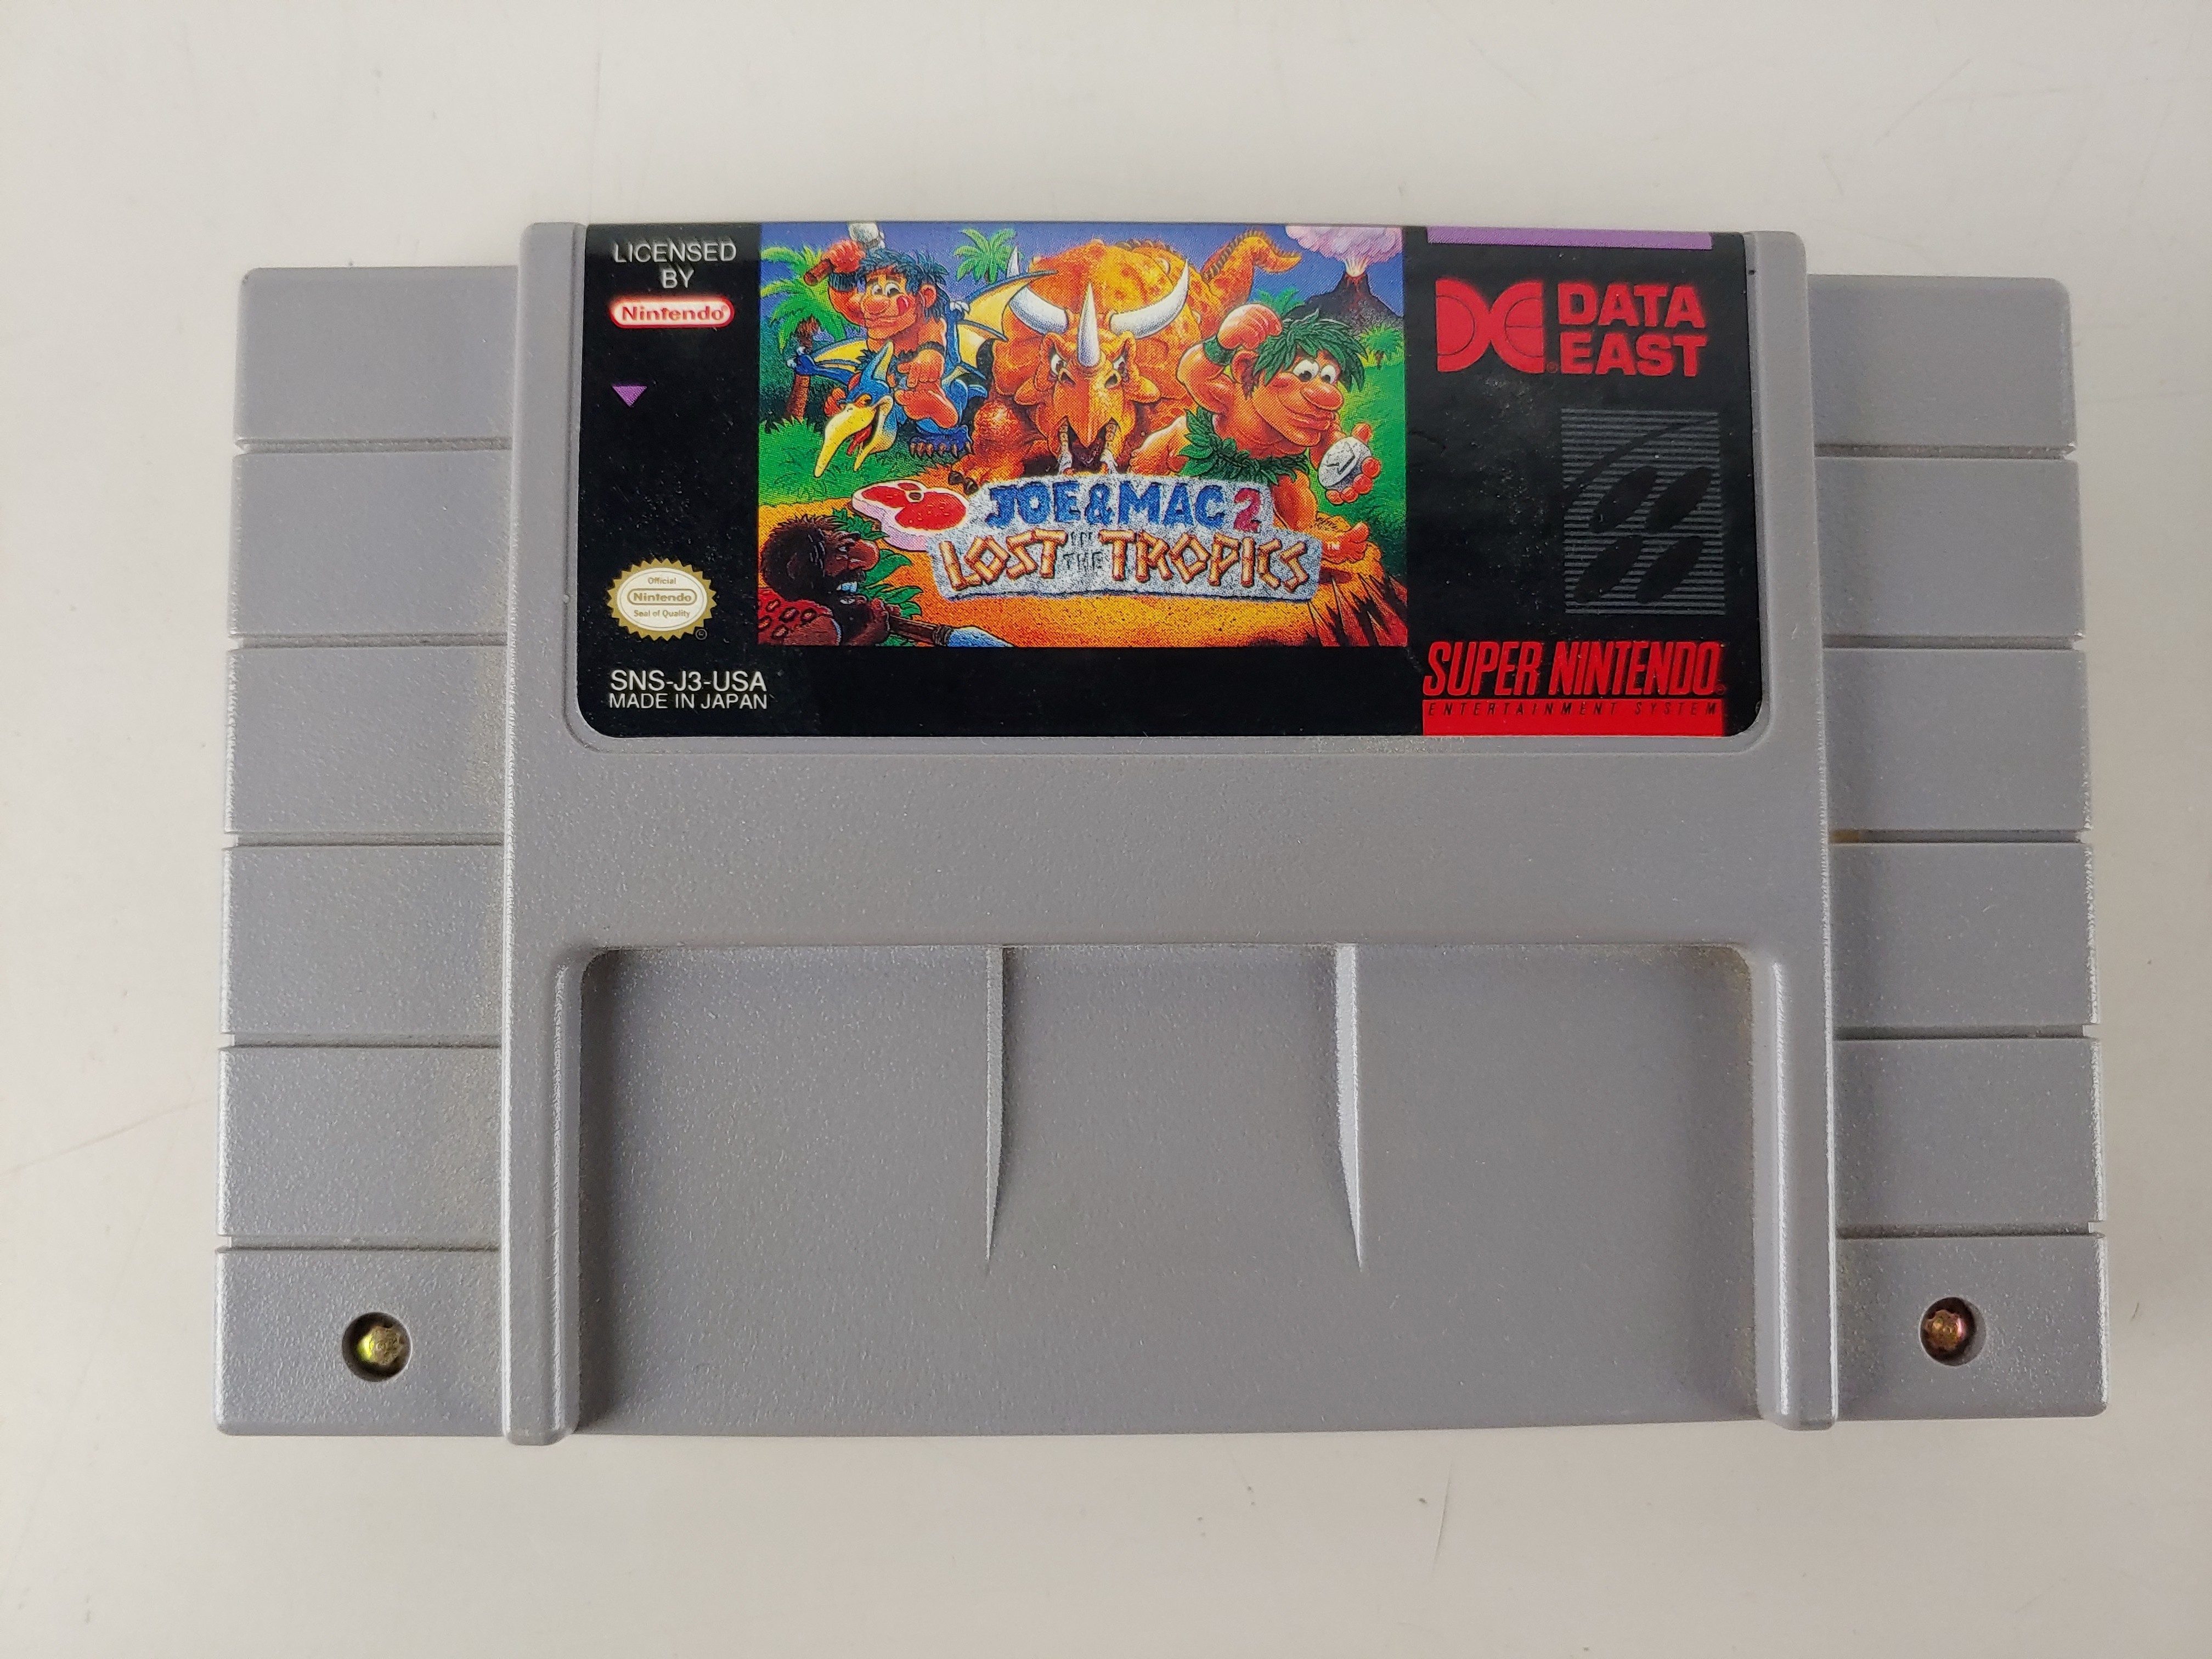 LICENSED
BY
Nintendo®
DATA
EAST
JOE & MAC 2
LOST IN THE TROPICS™
Official
Nintendo
Seal of Quality
©
SNS-J3-USA
MADE IN JAPAN
SUPER NINTENDO®
ENTERTAINMENT SYSTEM